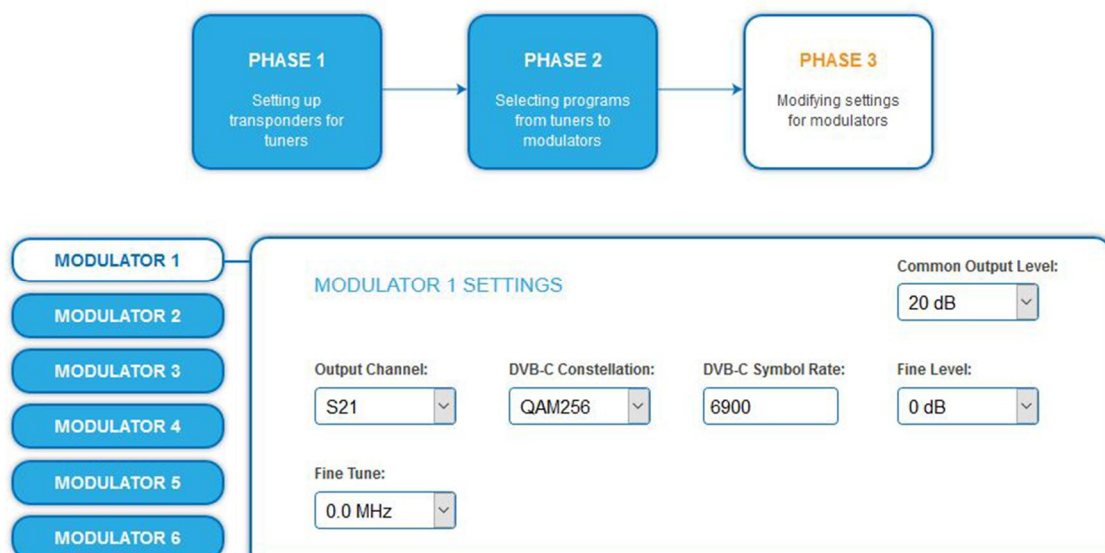 PHASE 1
Setting up
transponders for
tuners
PHASE 2
Selecting programs
from tuners to
modulators
PHASE 3
Modifying settings
for modulators
MODULATOR 1
MODULATOR 2
MODULATOR 3
MODULATOR 4
MODULATOR 5
MODULATOR 6
MODULATOR 1 SETTINGS
Common Output Level:
20 dB
Output Channel:
S21
DVB-C Constellation:
QAM256
DVB-C Symbol Rate:
6900
Fine Level:
0 dB
Fine Tune:
0.0 MHz